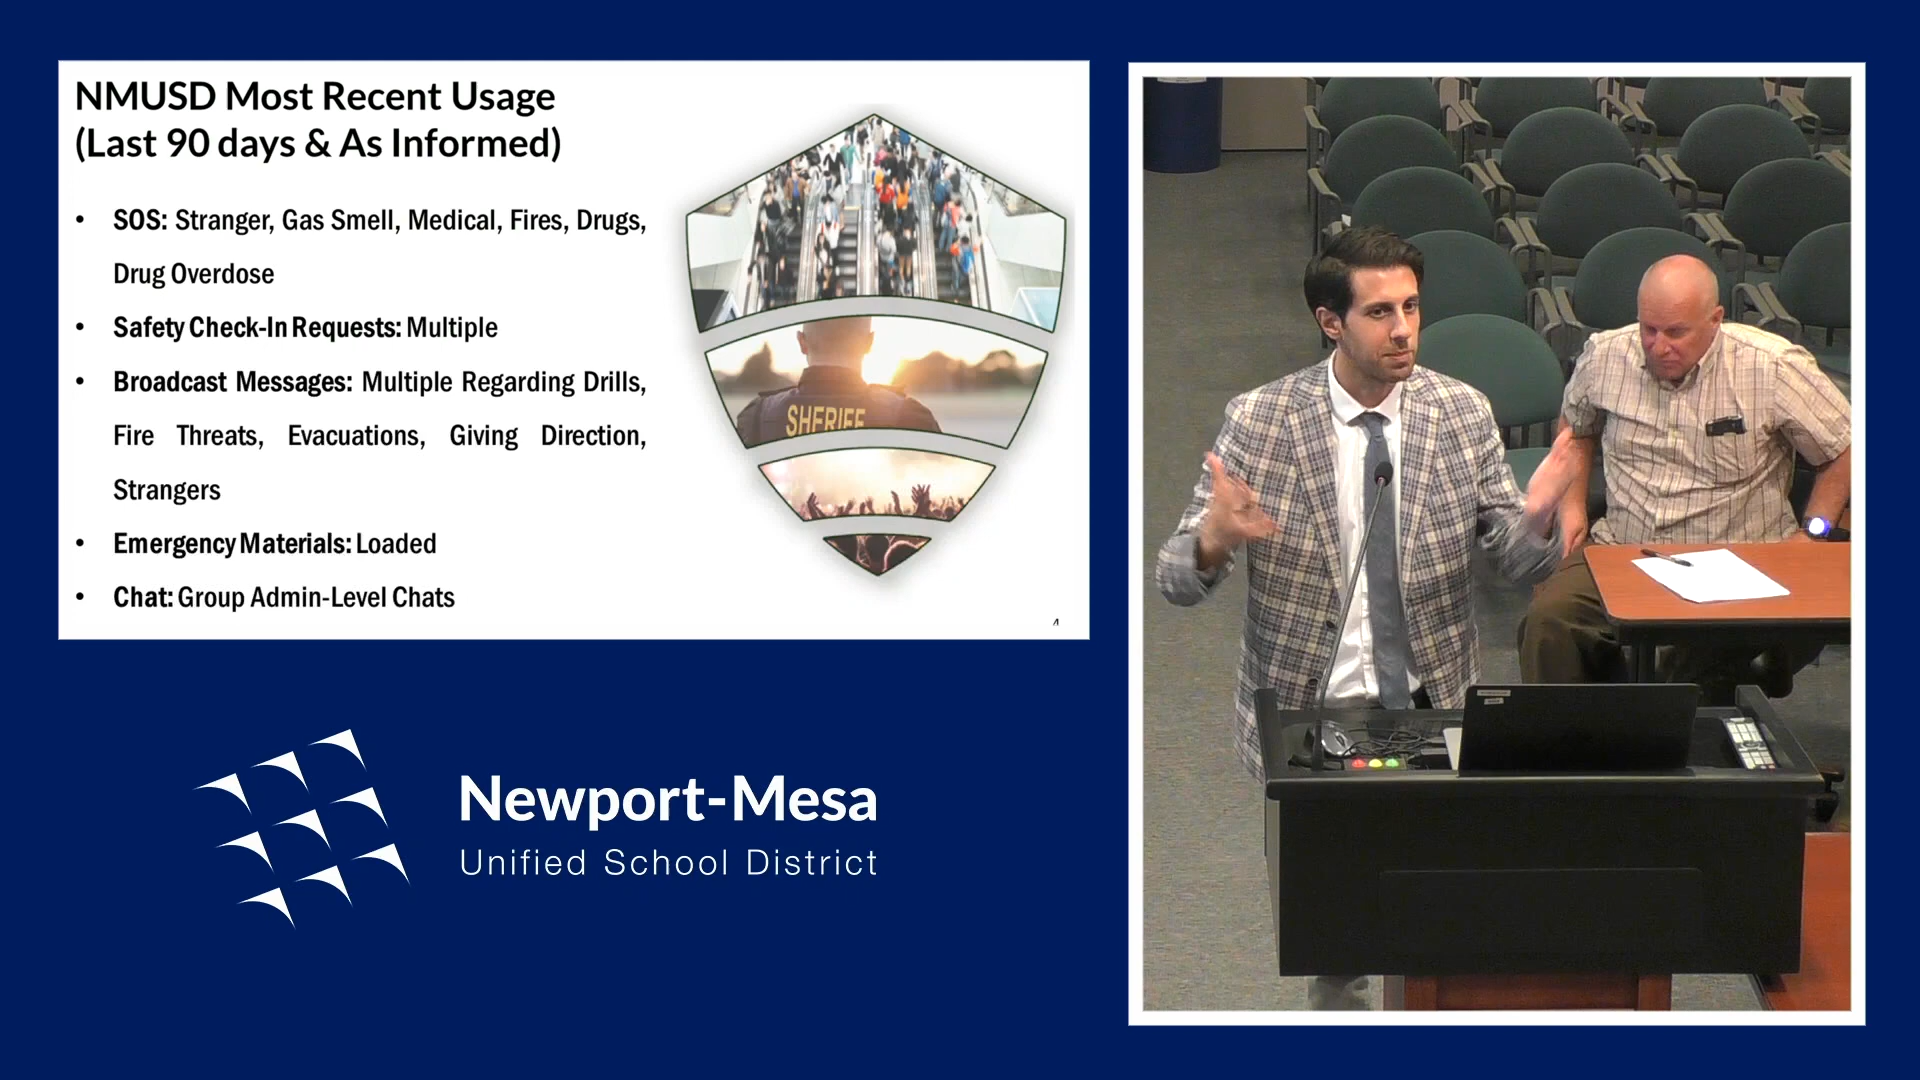 NMUSD Most Recent Usage
(Last 90 days & As Informed)
• SOS: Stranger, Gas Smell, Medical, Fires, Drugs,
Drug Overdose
• Safety Check-In Requests: Multiple
• Broadcast Messages: Multiple Regarding Drills,
Fire Threats, Evacuations, Giving Direction,
Strangers
• Emergency Materials: Loaded
• Chat: Group Admin-Level Chats
SHERIFF
4
Newport-Mesa
Unified School District